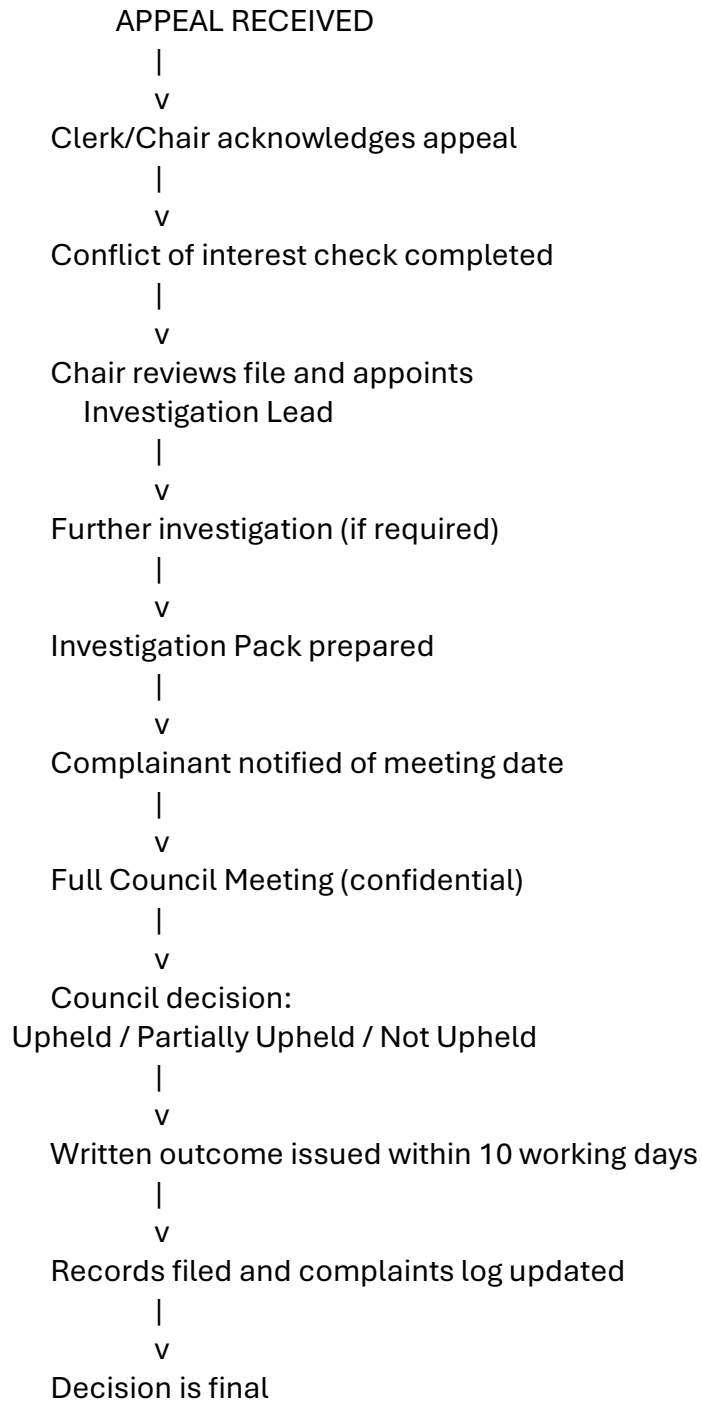 APPEAL RECEIVED
|
v
Clerk/Chair acknowledges appeal
|
v
Conflict of interest check completed
|
v
Chair reviews file and appoints
Investigation Lead
|
v
Further investigation (if required)
|
v
Investigation Pack prepared
|
v
Complainant notified of meeting date
|
v
Full Council Meeting (confidential)
|
v
Council decision:
Upheld / Partially Upheld / Not Upheld
|
v
Written outcome issued within 10 working days
|
v
Records filed and complaints log updated
|
v
Decision is final